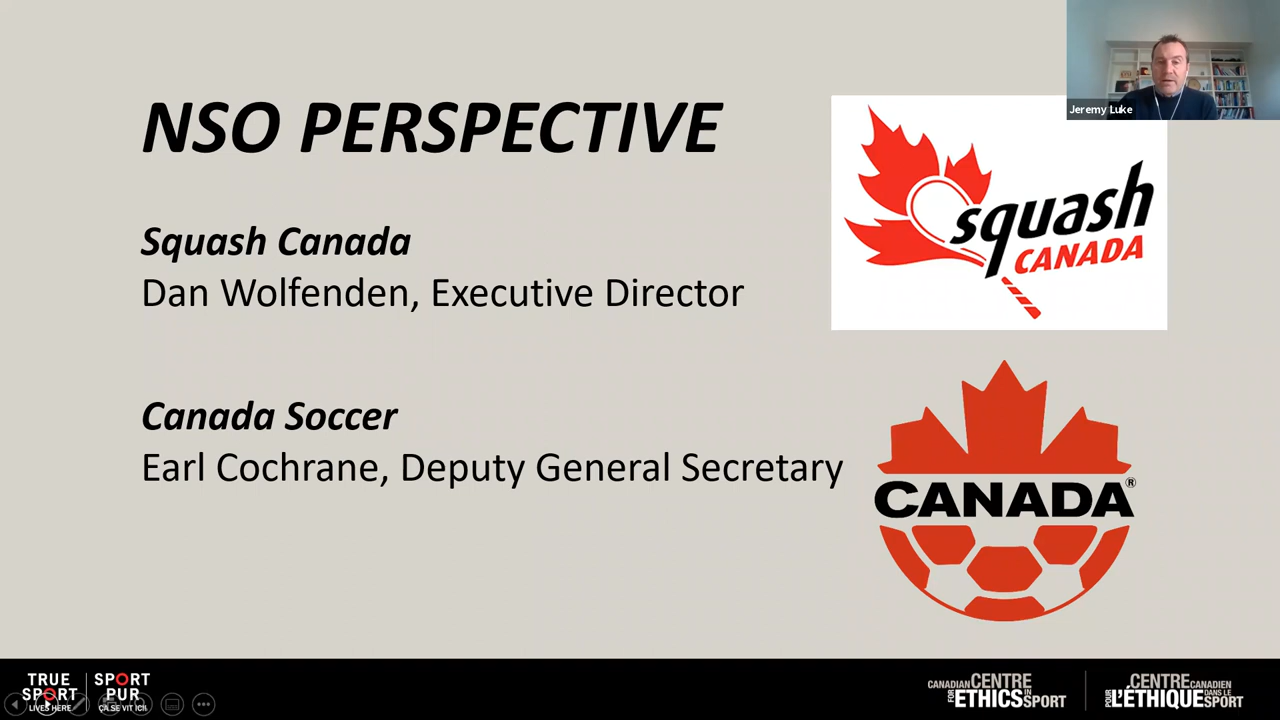 NSO PERSPECTIVE
Jeremy Luke
Squash Canada
Dan Wolfenden, Executive Director
squash
CANADA
Canada Soccer
Earl Cochrane, Deputy General Secretary
CANADA®
TRUE SPORT LIVES HERE
SPORT PUR ÇA SE VIT ICI.
CANADIAN CENTRE FOR ETHICS IN SPORT
CENTRE CANADIEN POUR L'ÉTHIQUE DANS LE SPORT